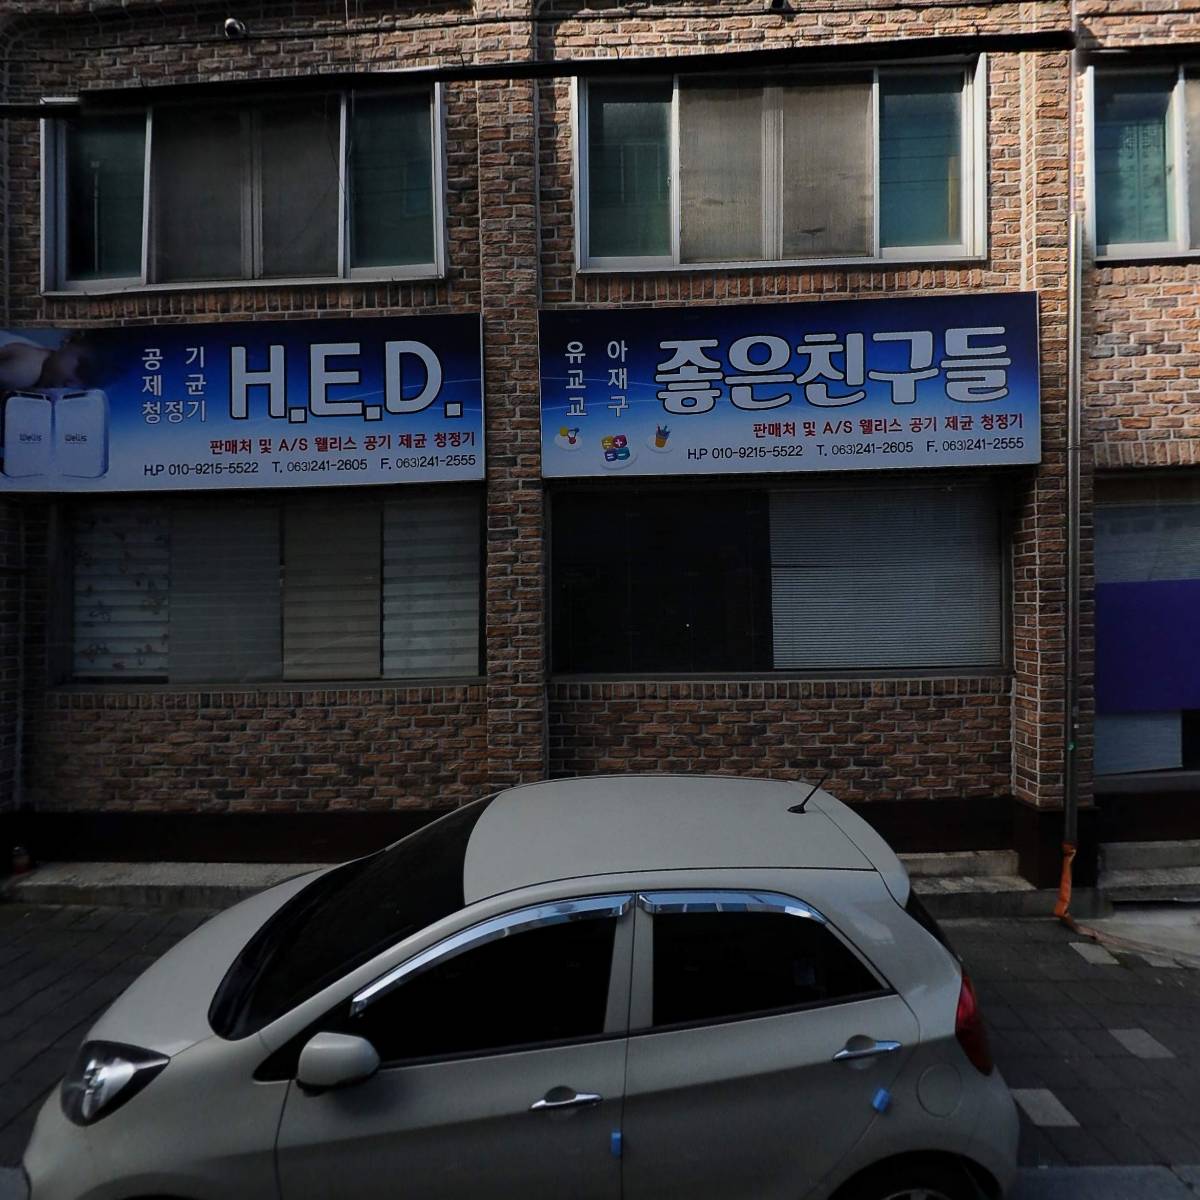 공 기
제 균
청정기
H.E.D.
판매처 및 A/S 웰리스 공기 제균 청정기
H.P 010-9215-5522 T. 063)241-2605 F. 063)241-2555
Wellis Wellis
유 아
교 재
교 구
좋은친구들
판매처 및 A/S 웰리스 공기 제균 청정기
H.P 010-9215-5522 T. 063)241-2605 F. 063)241-2555